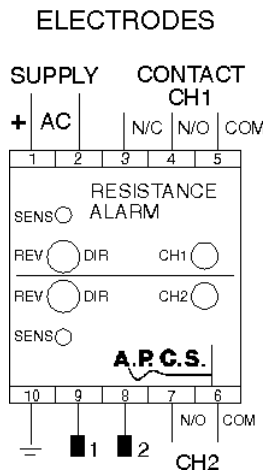 ELECTRODES
SUPPLY
CONTACT
CH1
+ AC
N/C N/O COM
1 2 3 4 5
RESISTANCE
ALARM
SENS
REV DIR CH1
REV DIR CH2
SENS
A.P.C.S.
10 9 8 7 6
1 2
N/O COM
CH2